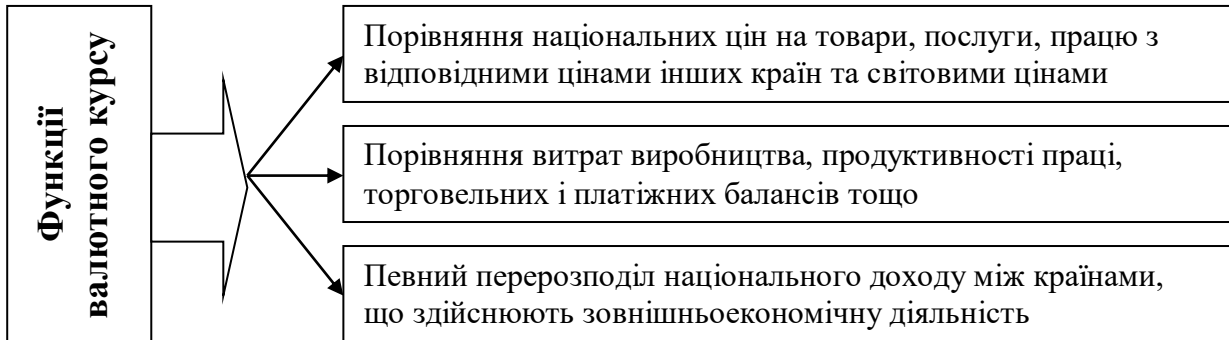 Функції
валютного курсу
Порівняння національних цін на товари, послуги, працю з
відповідними цінами інших країн та світовими цінами
Порівняння витрат виробництва, продуктивності праці,
торговельних і платіжних балансів тощо
Певний перерозподіл національного доходу між країнами,
що здійснюють зовнішньоекономічну діяльність